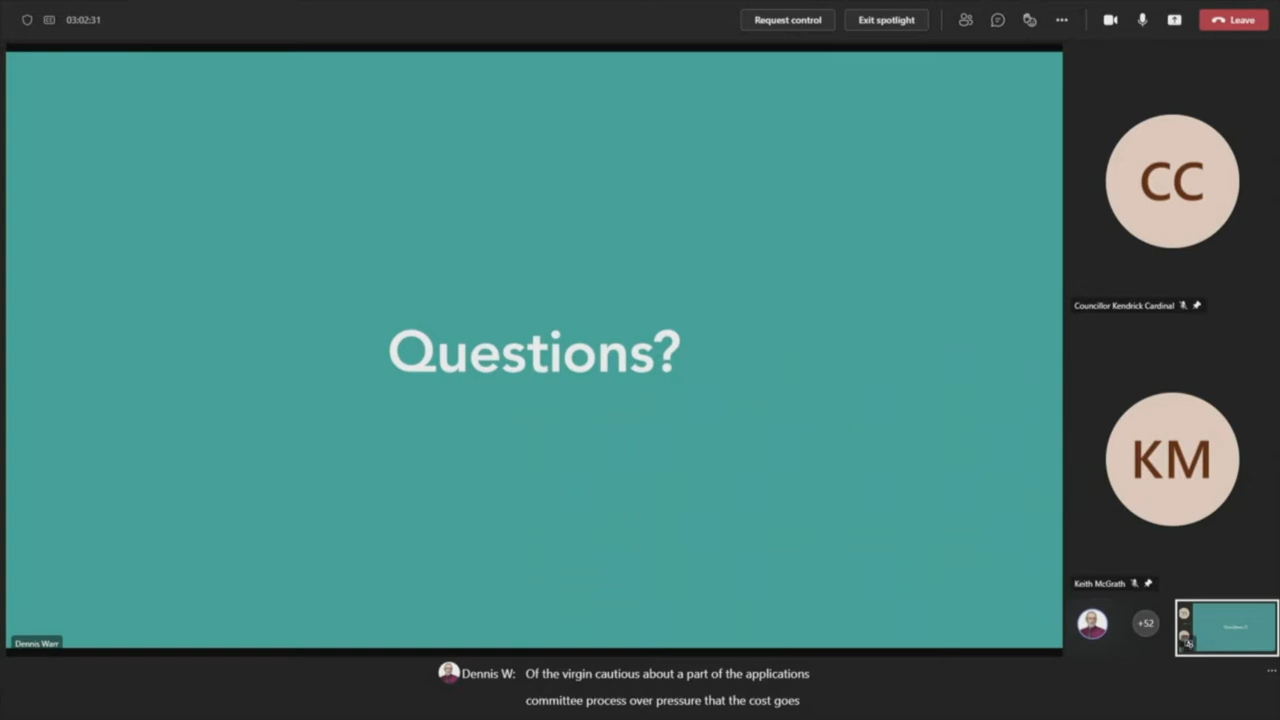 03:02:31
Request control
Exit spotlight
Leave
Questions?
CC
Councillor Kendrick Cardinal
KM
Keith McGrath
+52
Dennis Warr
Dennis W: Of the virgin cautious about a part of the applications
committee process over pressure that the cost goes